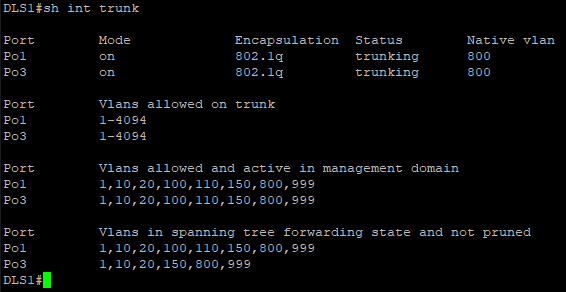 DLS1#sh int trunk
Port Mode Encapsulation Status Native vlan
Po1 on 802.1q trunking 800
Po3 on 802.1q trunking 800
Port Vlans allowed on trunk
Po1 1-4094
Po3 1-4094
Port Vlans allowed and active in management domain
Po1 1,10,20,100,110,150,800,999
Po3 1,10,20,100,110,150,800,999
Port Vlans in spanning tree forwarding state and not pruned
Po1 1,10,20,100,110,150,800,999
Po3 1,10,20,150,800,999
DLS1#